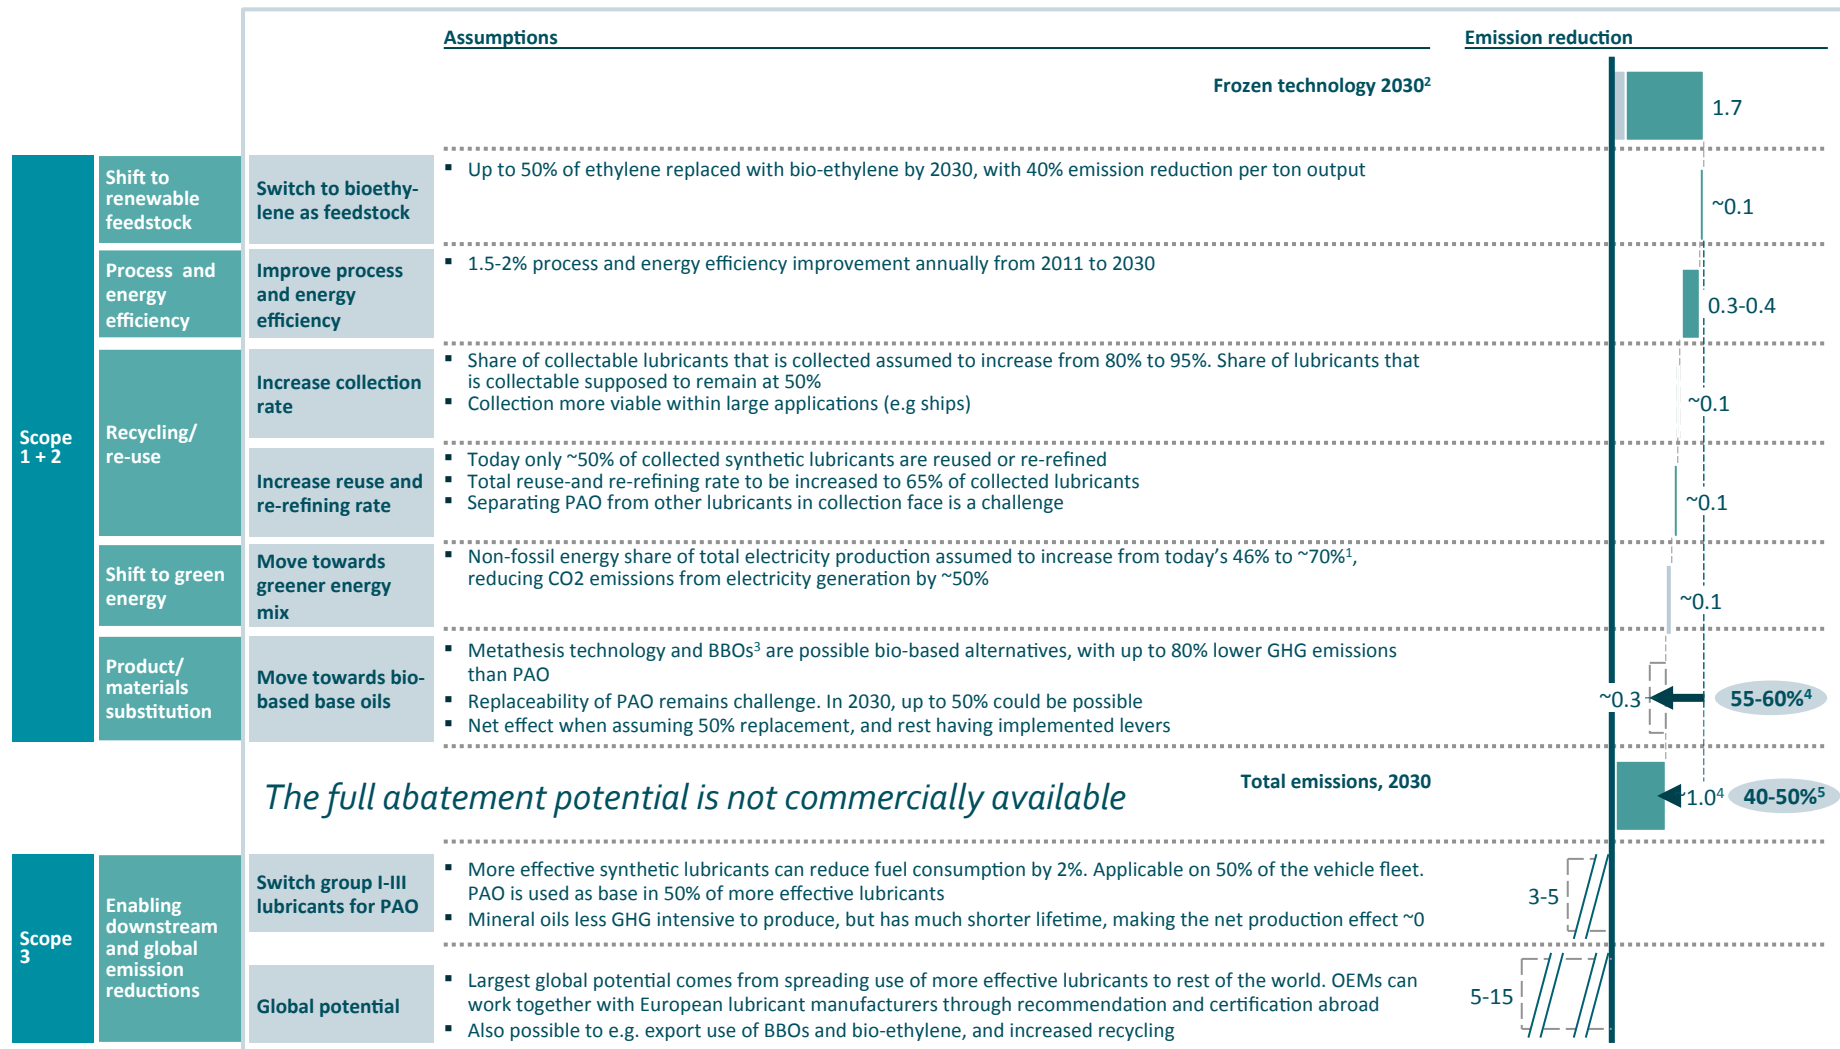 Assumptions
Emission reduction
Frozen technology 2030²
1.7
Scope
1 + 2
Shift to
renewable
feedstock
Switch to bioethy-
lene as feedstock
▪ Up to 50% of ethylene replaced with bio-ethylene by 2030, with 40% emission reduction per ton output
~0.1
Process and
energy
efficiency
Improve process
and energy
efficiency
▪ 1.5-2% process and energy efficiency improvement annually from 2011 to 2030
0.3-0.4
Recycling/
re-use
Increase collection
rate
▪ Share of collectable lubricants that is collected assumed to increase from 80% to 95%. Share of lubricants that
is collectable supposed to remain at 50%
▪ Collection more viable within large applications (e.g ships)
~0.1
Increase reuse and
re-refining rate
▪ Today only ~50% of collected synthetic lubricants are reused or re-refined
▪ Total reuse-and re-refining rate to be increased to 65% of collected lubricants
▪ Separating PAO from other lubricants in collection face is a challenge
~0.1
Shift to green
energy
Move towards
greener energy
mix
▪ Non-fossil energy share of total electricity production assumed to increase from today's 46% to ~70%¹,
reducing CO2 emissions from electricity generation by ~50%
~0.1
Product/
materials
substitution
Move towards bio-
based base oils
▪ Metathesis technology and BBOs³ are possible bio-based alternatives, with up to 80% lower GHG emissions
than PAO
▪ Replaceability of PAO remains challenge. In 2030, up to 50% could be possible
▪ Net effect when assuming 50% replacement, and rest having implemented levers
~0.3
55-60%⁴
The full abatement potential is not commercially available
Total emissions, 2030
~1.0⁴
40-50%⁵
Scope
3
Enabling
downstream
and global
emission
reductions
Switch group I-III
lubricants for PAO
▪ More effective synthetic lubricants can reduce fuel consumption by 2%. Applicable on 50% of the vehicle fleet.
PAO is used as base in 50% of more effective lubricants
▪ Mineral oils less GHG intensive to produce, but has much shorter lifetime, making the net production effect ~0
3-5
Global potential
▪ Largest global potential comes from spreading use of more effective lubricants to rest of the world. OEMs can
work together with European lubricant manufacturers through recommendation and certification abroad
▪ Also possible to e.g. export use of BBOs and bio-ethylene, and increased recycling
5-15